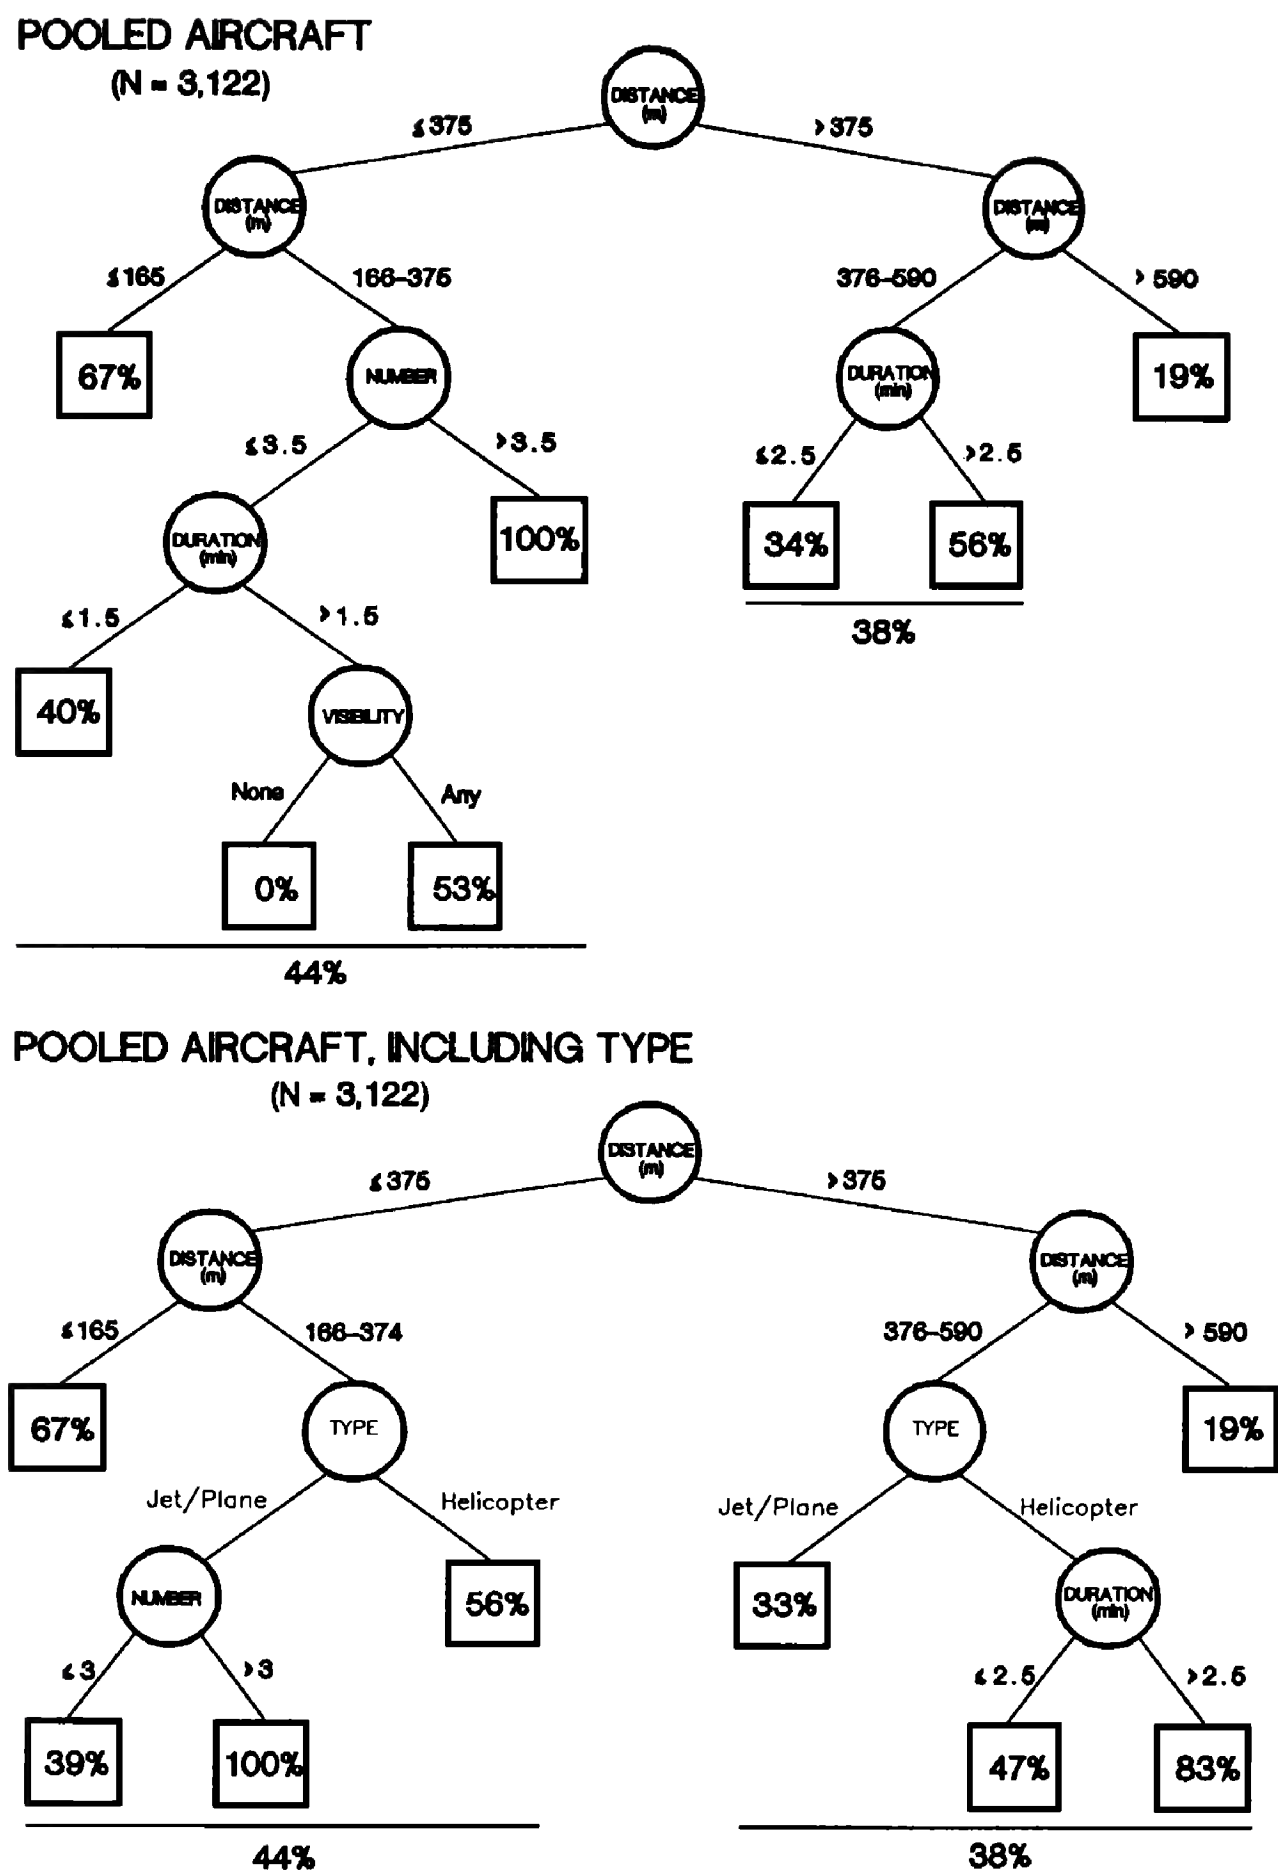 POOLED AIRCRAFT
(N = 3,122)
DISTANCE
(m)
≤375
>375
DISTANCE
(m)
DISTANCE
(m)
≤165
166-375
376-590
> 590
67%
NUMBER
DURATION
(min)
19%
≤3.5
>3.5
≤2.5
>2.5
DURATION
(min)
100%
34%
56%
38%
≤1.5
>1.5
40%
VISIBILITY
None
Any
0%
53%
44%
POOLED AIRCRAFT, INCLUDING TYPE
(N = 3,122)
DISTANCE
(m)
≤375
>375
DISTANCE
(m)
DISTANCE
(m)
≤165
166-374
376-590
> 590
67%
TYPE
TYPE
19%
Jet/Plane
Helicopter
Jet/Plane
Helicopter
NUMBER
56%
33%
DURATION
(min)
≤3
>3
≤2.5
>2.5
39%
100%
47%
83%
44%
38%